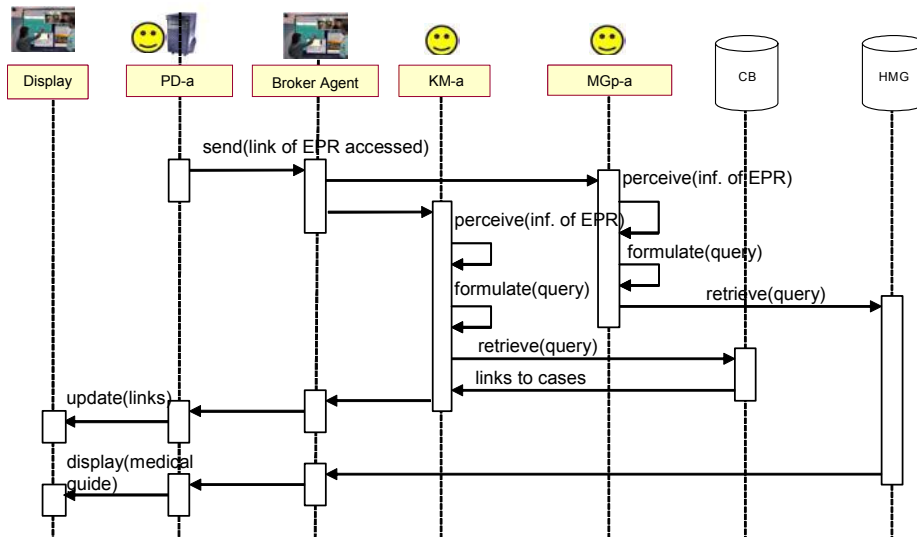 Display
PD-a
Broker Agent
KM-a
MGp-a
CB
HMG
send(link of EPR accessed)
perceive(inf. of EPR)
perceive(inf. of EPR)
formulate(query)
formulate(query)
retrieve(query)
retrieve(query)
links to cases
update(links)
display(medical
guide)